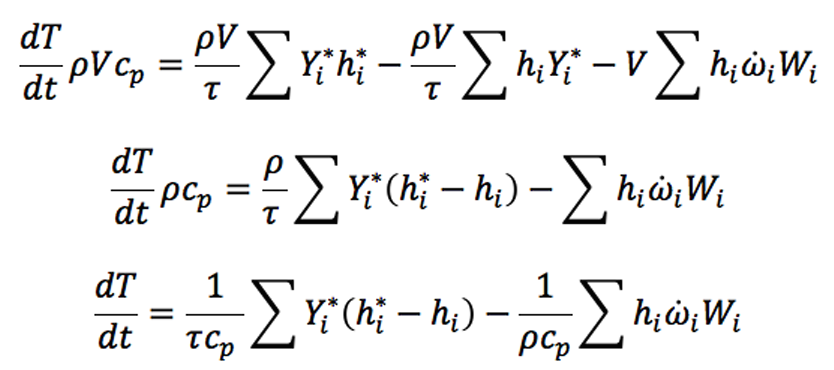 dT/dt ρVc_p = ρV/τ ∑ Y_i^* h_i^* − ρV/τ ∑ h_i Y_i^* − V ∑ h_i ω̇_i W_i
dT/dt ρc_p = ρ/τ ∑ Y_i^* (h_i^* − h_i) − ∑ h_i ω̇_i W_i
dT/dt = 1/(τc_p) ∑ Y_i^* (h_i^* − h_i) − 1/(ρc_p) ∑ h_i ω̇_i W_i